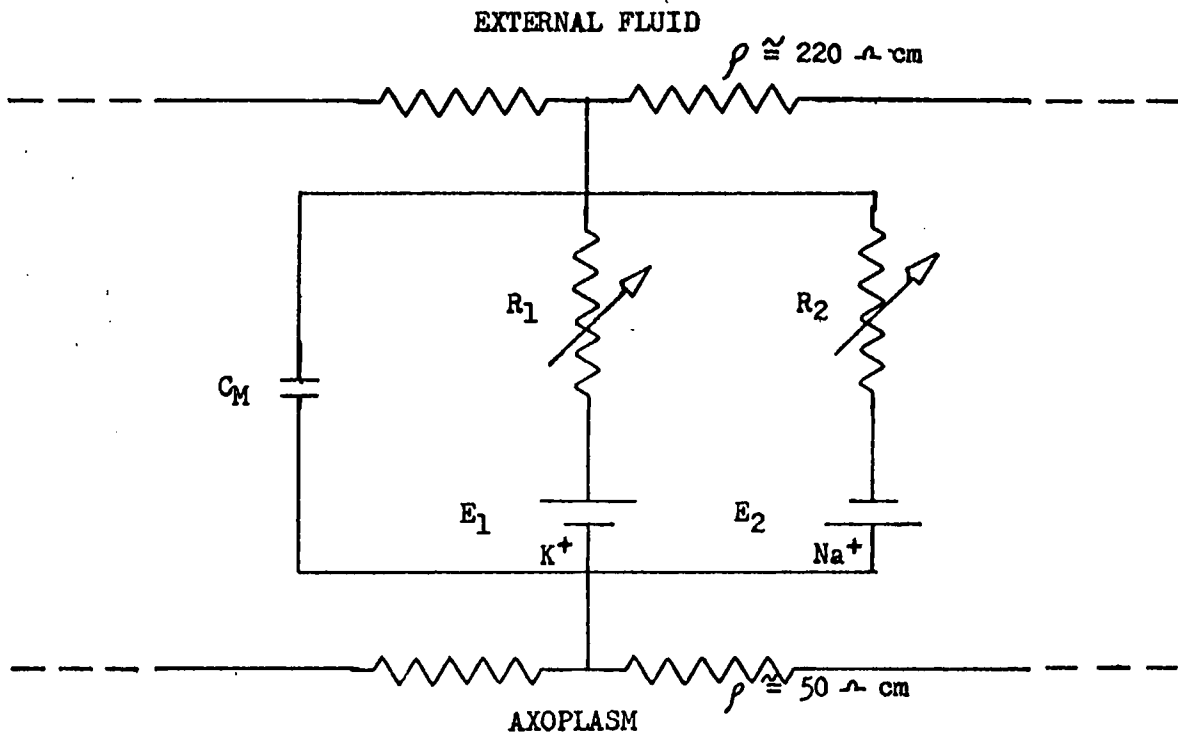 EXTERNAL FLUID
ρ ≅ 220 Ω cm
R1
R2
CM
E1
E2
K+
Na+
ρ ≅ 50 Ω cm
AXOPLASM